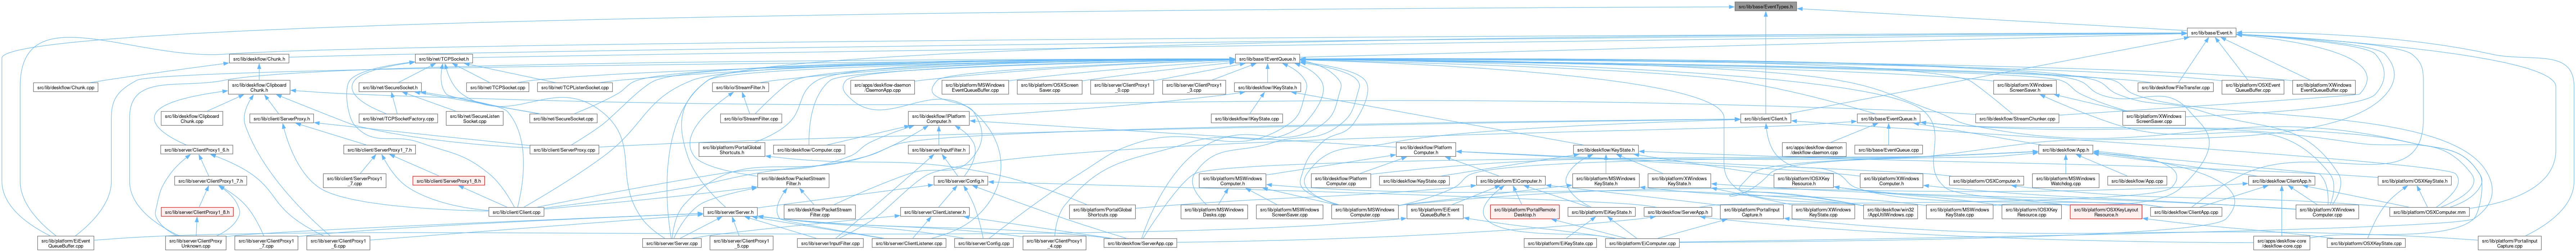 src/lib/base/EventTypes.h
src/lib/base/Event.h
src/lib/deskflow/Chunk.h
src/lib/net/TCPSocket.h
src/lib/base/IEventQueue.h
src/lib/deskflow/Chunk.cpp
src/lib/deskflow/Clipboard
Chunk.h
src/lib/net/SecureSocket.h
src/lib/net/TCPSocket.cpp
src/lib/net/TCPListenSocket.cpp
src/lib/io/StreamFilter.h
src/apps/deskflow-daemon
/DaemonApp.cpp
src/lib/platform/MSWindows
EventQueueBuffer.cpp
src/lib/platform/OSXScreen
Saver.cpp
src/lib/server/ClientProxy1
_0.cpp
src/lib/server/ClientProxy1
_3.cpp
src/lib/deskflow/IKeyState.h
src/lib/platform/XWindows
ScreenSaver.h
src/lib/deskflow/FileTransfer.cpp
src/lib/platform/OSXEvent
QueueBuffer.cpp
src/lib/platform/XWindows
EventQueueBuffer.cpp
src/lib/deskflow/Clipboard
Chunk.cpp
src/lib/client/ServerProxy.h
src/lib/net/TCPSocketFactory.cpp
src/lib/net/SecureListen
Socket.cpp
src/lib/net/SecureSocket.cpp
src/lib/io/StreamFilter.cpp
src/lib/deskflow/IPlatform
Computer.h
src/lib/deskflow/IKeyState.cpp
src/lib/client/Client.h
src/lib/base/EventQueue.h
src/lib/deskflow/StreamChunker.cpp
src/lib/platform/XWindows
ScreenSaver.cpp
src/lib/server/ClientProxy1_6.h
src/lib/client/ServerProxy1_7.h
src/lib/client/ServerProxy.cpp
src/lib/platform/PortalGlobal
Shortcuts.h
src/lib/deskflow/Computer.cpp
src/lib/server/InputFilter.h
src/lib/deskflow/Platform
Computer.h
src/lib/deskflow/KeyState.h
src/apps/deskflow-daemon
/deskflow-daemon.cpp
src/lib/base/EventQueue.cpp
src/lib/deskflow/App.h
src/lib/server/ClientProxy1_7.h
src/lib/client/ServerProxy1
_7.cpp
src/lib/client/ServerProxy1_8.h
src/lib/deskflow/PacketStream
Filter.h
src/lib/server/Config.h
src/lib/platform/MSWindows
Computer.h
src/lib/deskflow/Platform
Computer.cpp
src/lib/deskflow/KeyState.cpp
src/lib/platform/EiComputer.h
src/lib/platform/MSWindows
KeyState.h
src/lib/platform/XWindows
KeyState.h
src/lib/platform/IOSXKey
Resource.h
src/lib/platform/XWindows
Computer.h
src/lib/platform/OSXComputer.h
src/lib/platform/MSWindows
Watchdog.cpp
src/lib/deskflow/App.cpp
src/lib/deskflow/ClientApp.h
src/lib/platform/OSXKeyState.h
src/lib/server/ClientProxy1_8.h
src/lib/client/Client.cpp
src/lib/server/Server.h
src/lib/deskflow/PacketStream
Filter.cpp
src/lib/server/ClientListener.h
src/lib/platform/PortalGlobal
Shortcuts.cpp
src/lib/platform/MSWindows
Desks.cpp
src/lib/platform/MSWindows
ScreenSaver.cpp
src/lib/platform/MSWindows
Computer.cpp
src/lib/platform/EiEvent
QueueBuffer.h
src/lib/platform/PortalRemote
Desktop.h
src/lib/platform/EiKeyState.h
src/lib/deskflow/ServerApp.h
src/lib/platform/PortalInput
Capture.h
src/lib/platform/XWindows
KeyState.cpp
src/lib/deskflow/win32
/AppUtilWindows.cpp
src/lib/platform/MSWindows
KeyState.cpp
src/lib/platform/IOSXKey
Resource.cpp
src/lib/platform/OSXKeyLayout
Resource.h
src/lib/deskflow/ClientApp.cpp
src/lib/platform/XWindows
Computer.cpp
src/lib/platform/OSXComputer.mm
src/lib/platform/EiEvent
QueueBuffer.cpp
src/lib/server/ClientProxy
Unknown.cpp
src/lib/server/ClientProxy1
_7.cpp
src/lib/server/ClientProxy1
_6.cpp
src/lib/server/Server.cpp
src/lib/server/ClientProxy1
_5.cpp
src/lib/server/InputFilter.cpp
src/lib/server/ClientListener.cpp
src/lib/server/Config.cpp
src/lib/server/ClientProxy1
_4.cpp
src/lib/deskflow/ServerApp.cpp
src/lib/platform/EiKeyState.cpp
src/lib/platform/EiComputer.cpp
src/apps/deskflow-core
/deskflow-core.cpp
src/lib/platform/OSXKeyState.cpp
src/lib/platform/PortalInput
Capture.cpp